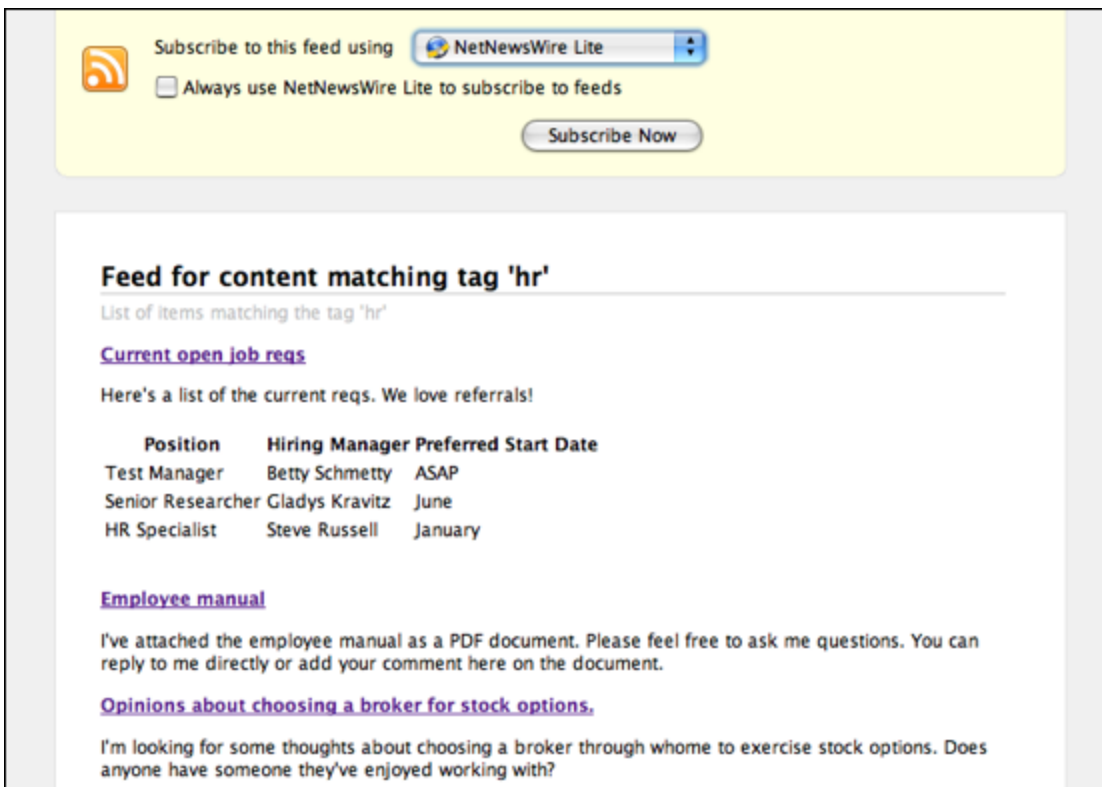 Subscribe to this feed using NetNewsWire Lite
Always use NetNewsWire Lite to subscribe to feeds
Subscribe Now
Feed for content matching tag 'hr'
List of items matching the tag 'hr'
Current open job reqs
Here's a list of the current reqs. We love referrals!
Position Hiring Manager Preferred Start Date
Test Manager Betty Schmetty ASAP
Senior Researcher Gladys Kravitz June
HR Specialist Steve Russell January
Employee manual
I've attached the employee manual as a PDF document. Please feel free to ask me questions. You can
reply to me directly or add your comment here on the document.
Opinions about choosing a broker for stock options.
I'm looking for some thoughts about choosing a broker through whome to exercise stock options. Does
anyone have someone they've enjoyed working with?